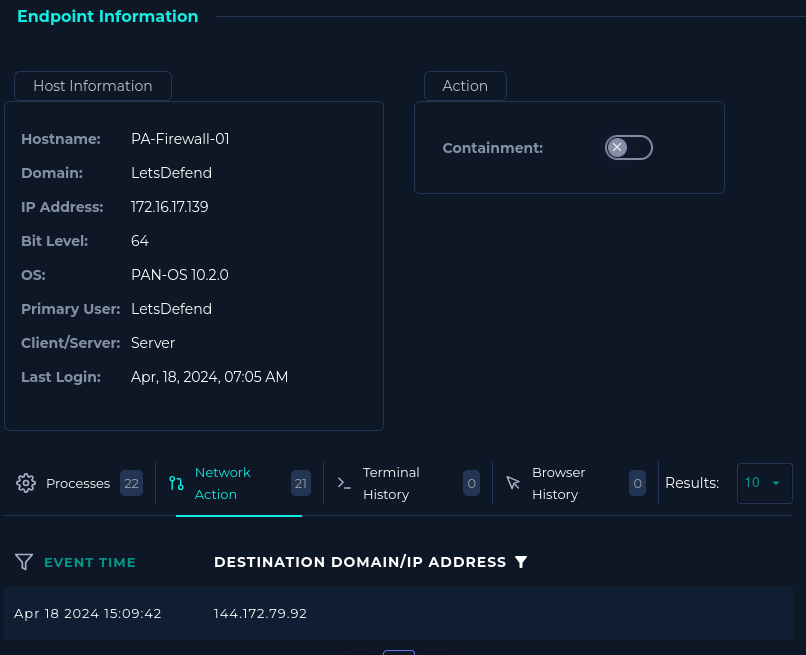 Endpoint Information
Host Information
Hostname: PA-Firewall-01
Domain: LetsDefend
IP Address: 172.16.17.139
Bit Level: 64
OS: PAN-OS 10.2.0
Primary User: LetsDefend
Client/Server: Server
Last Login: Apr, 18, 2024, 07:05 AM
Action
Containment:
Processes 22
Network Action 21
Terminal History 0
Browser History 0
Results: 10
EVENT TIME DESTINATION DOMAIN/IP ADDRESS
Apr 18 2024 15:09:42 144.172.79.92